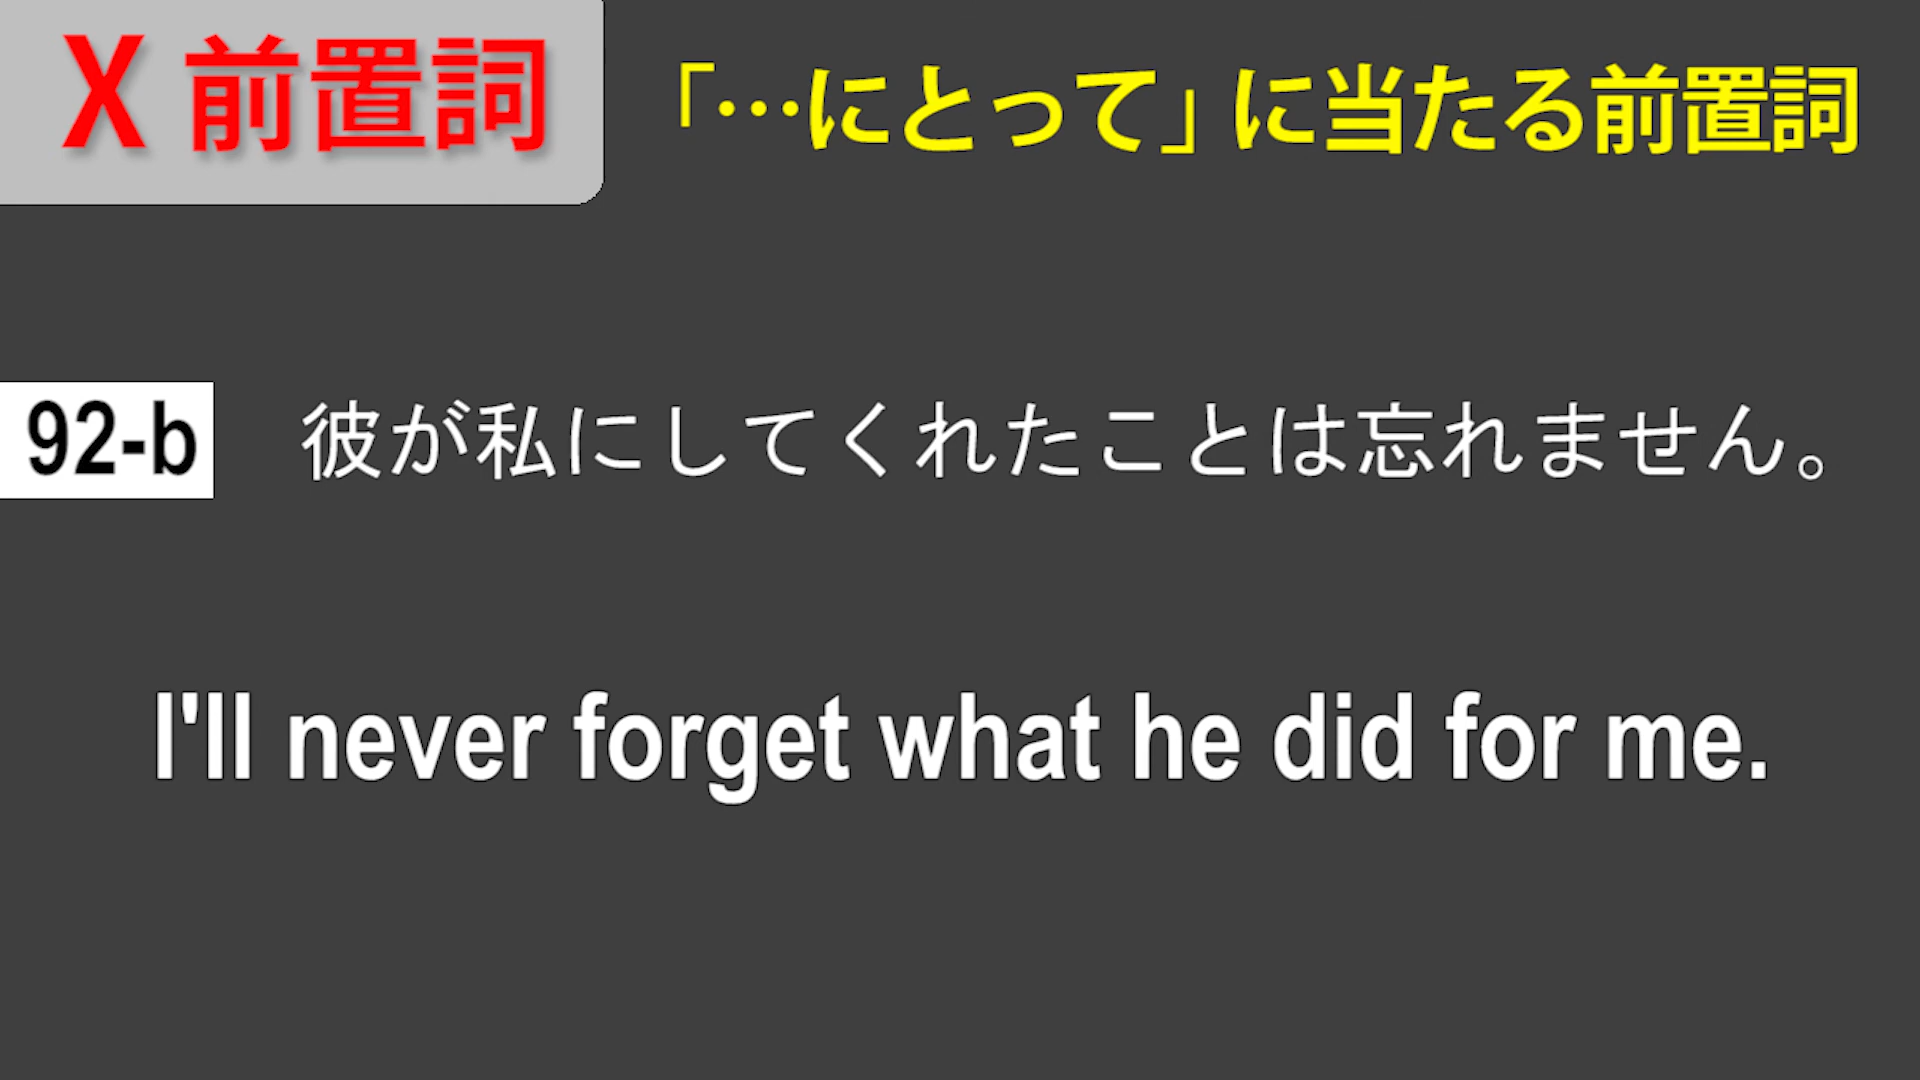 X 前置詞
「…にとって」に当たる前置詞
92-b
彼が私にしてくれたことは忘れません。
I'll never forget what he did for me.